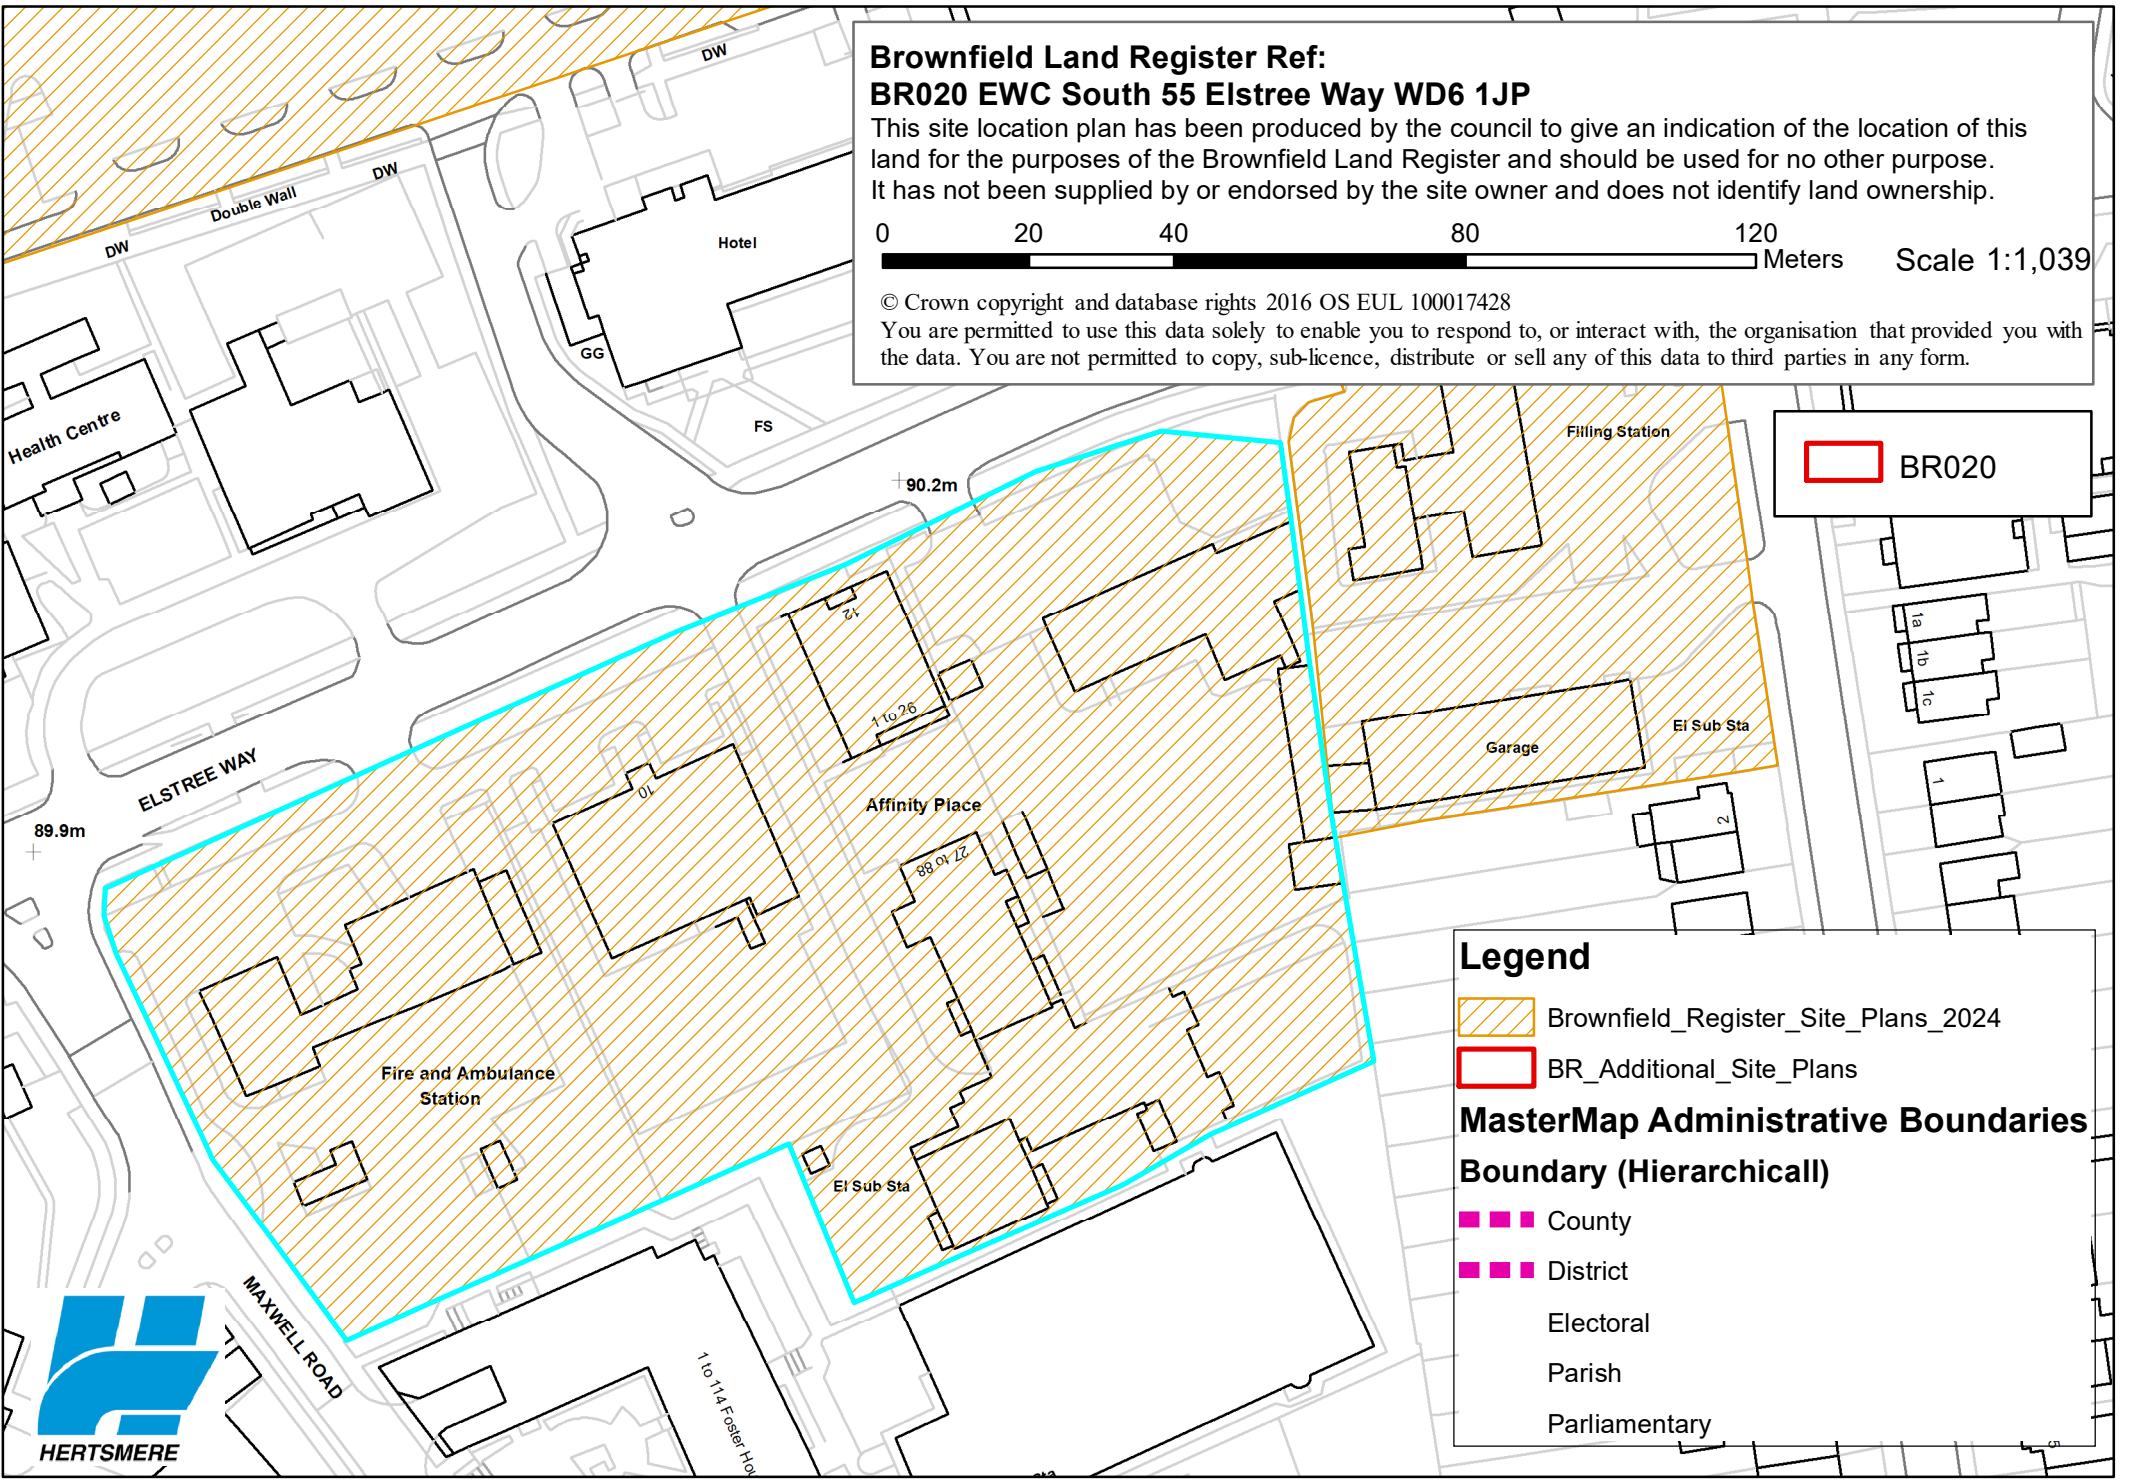 Brownfield Land Register Ref:
BR020 EWC South 55 Elstree Way WD6 1JP
This site location plan has been produced by the council to give an indication of the location of this
land for the purposes of the Brownfield Land Register and should be used for no other purpose.
It has not been supplied by or endorsed by the site owner and does not identify land ownership.
0 20 40 80 120
Meters
Scale 1:1,039
© Crown copyright and database rights 2016 OS EUL 100017428
You are permitted to use this data solely to enable you to respond to, or interact with, the organisation that provided you with
the data. You are not permitted to copy, sub-licence, distribute or sell any of this data to third parties in any form.
DW
DW
Double Wall
DW
Hotel
GG
FS
Health Centre
90.2m
Filling Station
BR020
12
1 to 26
1a
1b
1c
El Sub Sta
Garage
1
2
ELSTREE WAY
89.9m
10
Affinity Place
27 to 88
Fire and Ambulance
Station
El Sub Sta
MAXWELL ROAD
1 to 114 Foster Hou
sta
5
Legend
Brownfield_Register_Site_Plans_2024
BR_Additional_Site_Plans
MasterMap Administrative Boundaries
Boundary (Hierarchicall)
County
District
Electoral
Parish
Parliamentary
HERTSMERE